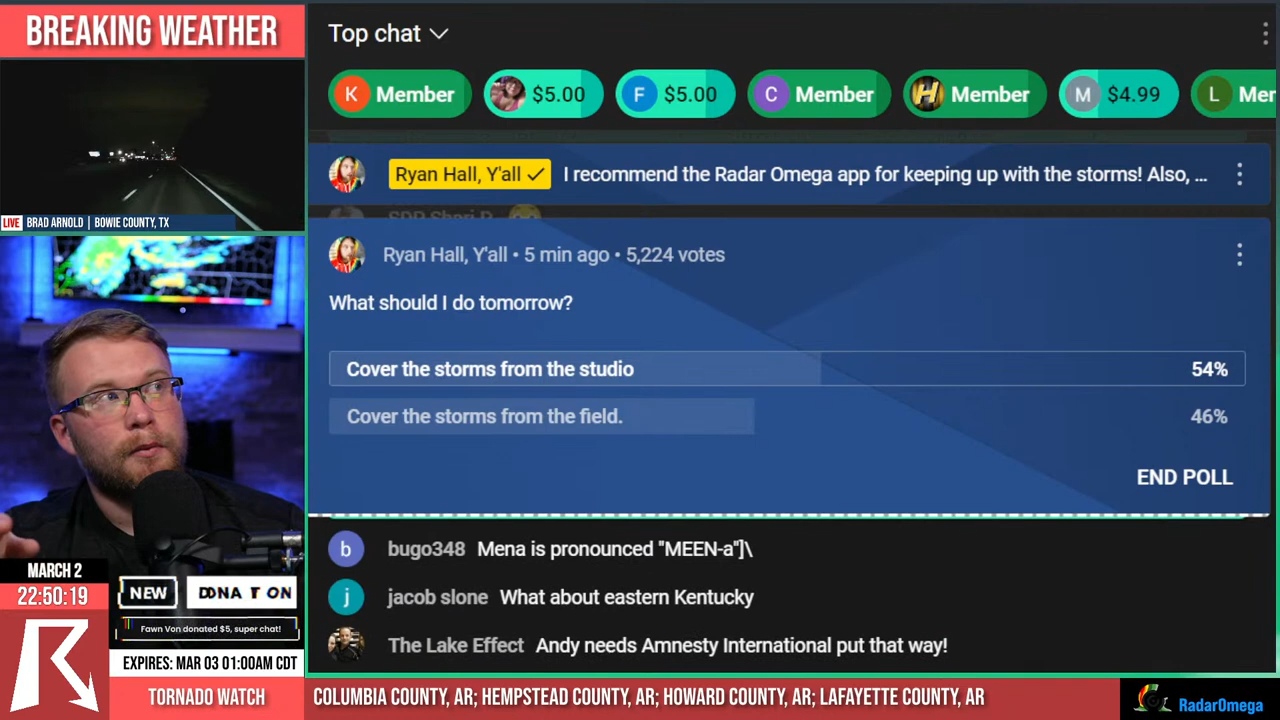 BREAKING WEATHER
LIVE BRAD ARNOLD | BOWIE COUNTY, TX
MARCH 2
22:50:19
NEW
DONATION
Fawn Von donated $5, super chat!
EXPIRES: MAR 03 01:00AM CDT
TORNADO WATCH
COLUMBIA COUNTY, AR; HEMPSTEAD COUNTY, AR; HOWARD COUNTY, AR; LAFAYETTE COUNTY, AR
RadarOmega
Top chat
K Member
$5.00
F $5.00
C Member
H Member
M $4.99
L Mer
Ryan Hall, Y'all I recommend the Radar Omega app for keeping up with the storms! Also, ...
Ryan Hall, Y'all • 5 min ago • 5,224 votes
What should I do tomorrow?
Cover the storms from the studio 54%
Cover the storms from the field. 46%
END POLL
b bugo348 Mena is pronounced "MEEN-a"]\
j jacob slone What about eastern Kentucky
The Lake Effect Andy needs Amnesty International put that way!